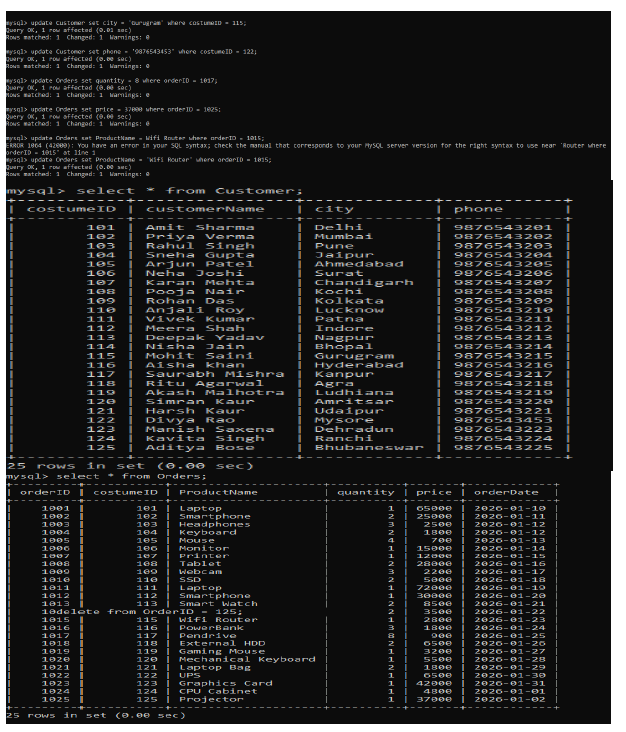 mysql> update Customer set city = 'Gurugram' where costumeID = 115;
Query OK, 1 row affected (0.01 sec)
Rows matched: 1  Changed: 1  Warnings: 0
mysql> update Customer set phone = '9876543453' where costumeID = 122;
Query OK, 1 row affected (0.00 sec)
Rows matched: 1  Changed: 1  Warnings: 0
mysql> update Orders set quantity = 8 where orderID = 1017;
Query OK, 1 row affected (0.00 sec)
Rows matched: 1  Changed: 1  Warnings: 0
mysql> update Orders set price = 37000 where orderID = 1025;
Query OK, 1 row affected (0.00 sec)
Rows matched: 1  Changed: 1  Warnings: 0
mysql> update Orders set ProductName = Wifi Router where orderID = 1015;
ERROR 1064 (42000): You have an error in your SQL syntax; check the manual that corresponds to your MySQL server version for the right syntax to use near 'Router where
orderID = 1015' at line 1
mysql> update Orders set ProductName = 'Wifi Router' where orderID = 1015;
Query OK, 1 row affected (0.00 sec)
Rows matched: 1  Changed: 1  Warnings: 0
mysql> select * from Customer;
| costumeID | customerName | city | phone |
| 101 | Amit Sharma | Delhi | 9876543201 |
| 102 | Priya Verma | Mumbai | 9876543202 |
| 103 | Rahul Singh | Pune | 9876543203 |
| 104 | Sneha Gupta | Jaipur | 9876543204 |
| 105 | Arjun Patel | Ahmedabad | 9876543205 |
| 106 | Neha Joshi | Surat | 9876543206 |
| 107 | Karan Mehta | Chandigarh | 9876543207 |
| 108 | Pooja Nair | Kochi | 9876543208 |
| 109 | Rohan Das | Kolkata | 9876543209 |
| 110 | Anjali Roy | Lucknow | 9876543210 |
| 111 | Vivek Kumar | Patna | 9876543211 |
| 112 | Meera Shah | Indore | 9876543212 |
| 113 | Deepak Yadav | Nagpur | 9876543213 |
| 114 | Nisha Jain | Bhopal | 9876543214 |
| 115 | Mohit Saini | Gurugram | 9876543215 |
| 116 | Aisha khan | Hyderabad | 9876543216 |
| 117 | Saurabh Mishra | Kanpur | 9876543217 |
| 118 | Ritu Agarwal | Agra | 9876543218 |
| 119 | Akash Malhotra | Ludhiana | 9876543219 |
| 120 | Simran Kaur | Amritsar | 9876543220 |
| 121 | Harsh Kaur | Udaipur | 9876543221 |
| 122 | Divya Rao | Mysore | 9876543453 |
| 123 | Manish Saxena | Dehradun | 9876543223 |
| 124 | Kavita Singh | Ranchi | 9876543224 |
| 125 | Aditya Bose | Bhubaneswar | 9876543225 |
25 rows in set (0.00 sec)
mysql> select * from Orders;
| orderID | costumeID | ProductName | quantity | price | orderDate |
| 1001 | 101 | Laptop | 1 | 65000 | 2026-01-10 |
| 1002 | 102 | Smartphone | 2 | 25000 | 2026-01-11 |
| 1003 | 103 | Headphones | 3 | 2500 | 2026-01-12 |
| 1004 | 104 | Keyboard | 2 | 1800 | 2026-01-12 |
| 1005 | 105 | Mouse | 4 | 700 | 2026-01-13 |
| 1006 | 106 | Monitor | 1 | 15000 | 2026-01-14 |
| 1007 | 107 | Printer | 1 | 12000 | 2026-01-15 |
| 1008 | 108 | Tablet | 2 | 28000 | 2026-01-16 |
| 1009 | 109 | Webcam | 3 | 2200 | 2026-01-17 |
| 1010 | 110 | SSD | 2 | 5000 | 2026-01-18 |
| 1011 | 111 | Laptop | 1 | 72000 | 2026-01-19 |
| 1012 | 112 | Smartphone | 1 | 30000 | 2026-01-20 |
| 1013 | 113 | Smart Watch | 2 | 8500 | 2026-01-21 |
| 10delete from OrderID = 125; | 2 | 3500 | 2026-01-22 |
| 1015 | 115 | Wifi Router | 1 | 2800 | 2026-01-23 |
| 1016 | 116 | PowerBank | 3 | 1800 | 2026-01-24 |
| 1017 | 117 | Pendrive | 8 | 900 | 2026-01-25 |
| 1018 | 118 | External HDD | 2 | 6500 | 2026-01-26 |
| 1019 | 119 | Gaming Mouse | 1 | 3200 | 2026-01-27 |
| 1020 | 120 | Mechanical Keyboard | 1 | 5500 | 2026-01-28 |
| 1021 | 121 | Laptop Bag | 2 | 1800 | 2026-01-29 |
| 1022 | 122 | UPS | 1 | 6500 | 2026-01-30 |
| 1023 | 123 | Graphics Card | 1 | 42000 | 2026-01-31 |
| 1024 | 124 | CPU Cabinet | 1 | 4800 | 2026-01-01 |
| 1025 | 125 | Projector | 1 | 37000 | 2026-01-02 |
25 rows in set (0.00 sec)